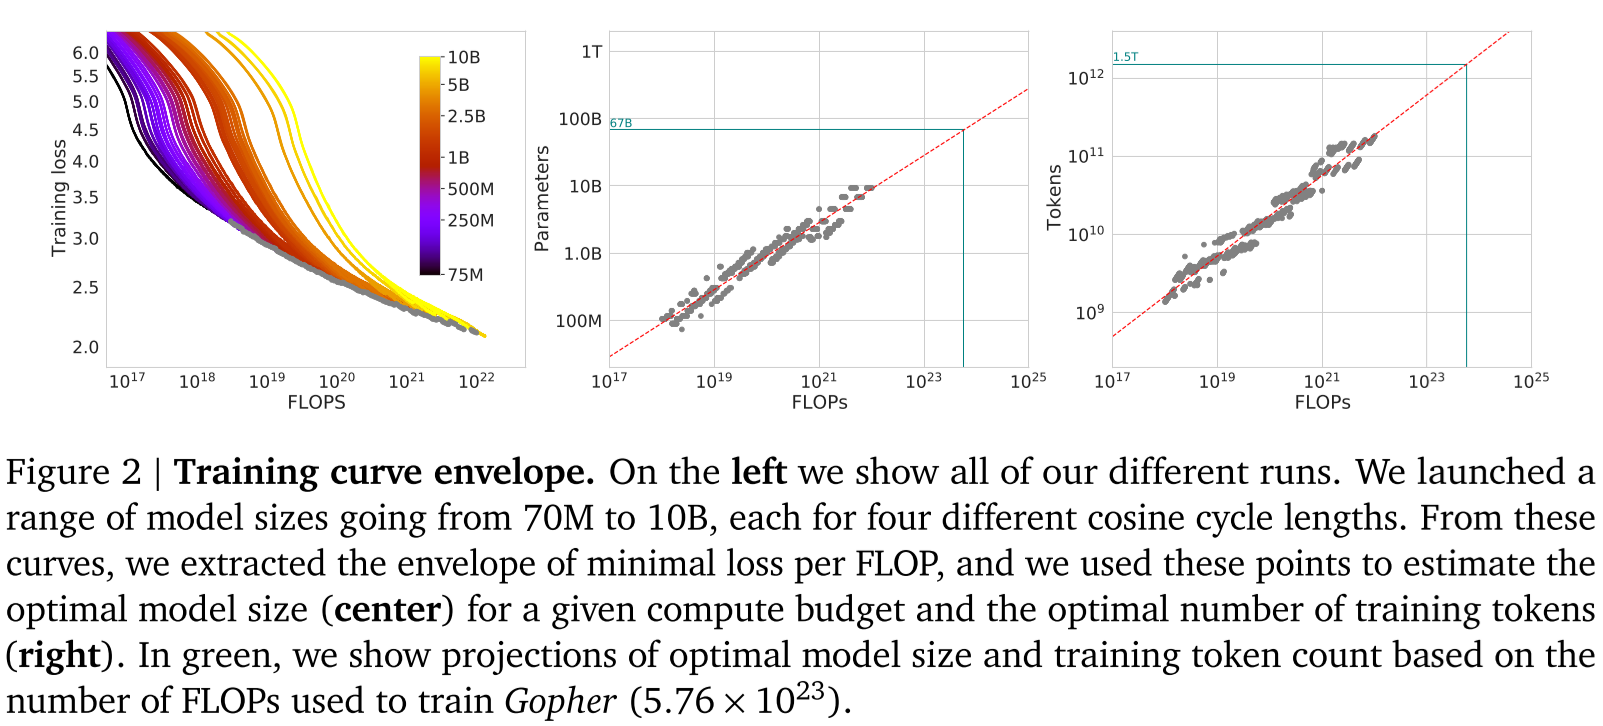 6.0
5.5
5.0
4.5
4.0
3.5
3.0
2.5
2.0
Training loss
10^17 10^18 10^19 10^20 10^21 10^22
FLOPS
10B
5B
2.5B
1B
500M
250M
75M
1T
100B
10B
1.0B
100M
Parameters
67B
10^17 10^19 10^21 10^23 10^25
FLOPs
10^12
10^11
10^10
10^9
Tokens
1.5T
10^17 10^19 10^21 10^23 10^25
FLOPs
Figure 2 | Training curve envelope. On the left we show all of our different runs. We launched a
range of model sizes going from 70M to 10B, each for four different cosine cycle lengths. From these
curves, we extracted the envelope of minimal loss per FLOP, and we used these points to estimate the
optimal model size (center) for a given compute budget and the optimal number of training tokens
(right). In green, we show projections of optimal model size and training token count based on the
number of FLOPs used to train Gopher (5.76 × 10^23).